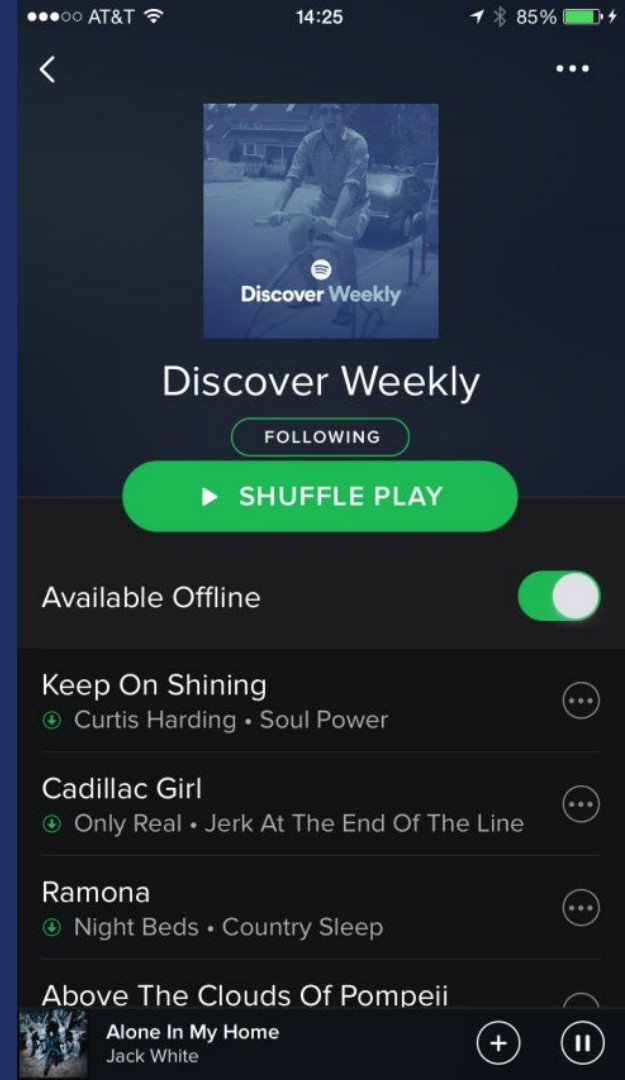 AT&T 14:25 85%
Discover Weekly
Discover Weekly
FOLLOWING
SHUFFLE PLAY
Available Offline
Keep On Shining
Curtis Harding • Soul Power
Cadillac Girl
Only Real • Jerk At The End Of The Line
Ramona
Night Beds • Country Sleep
Above The Clouds Of Pompeii
Alone In My Home
Jack White